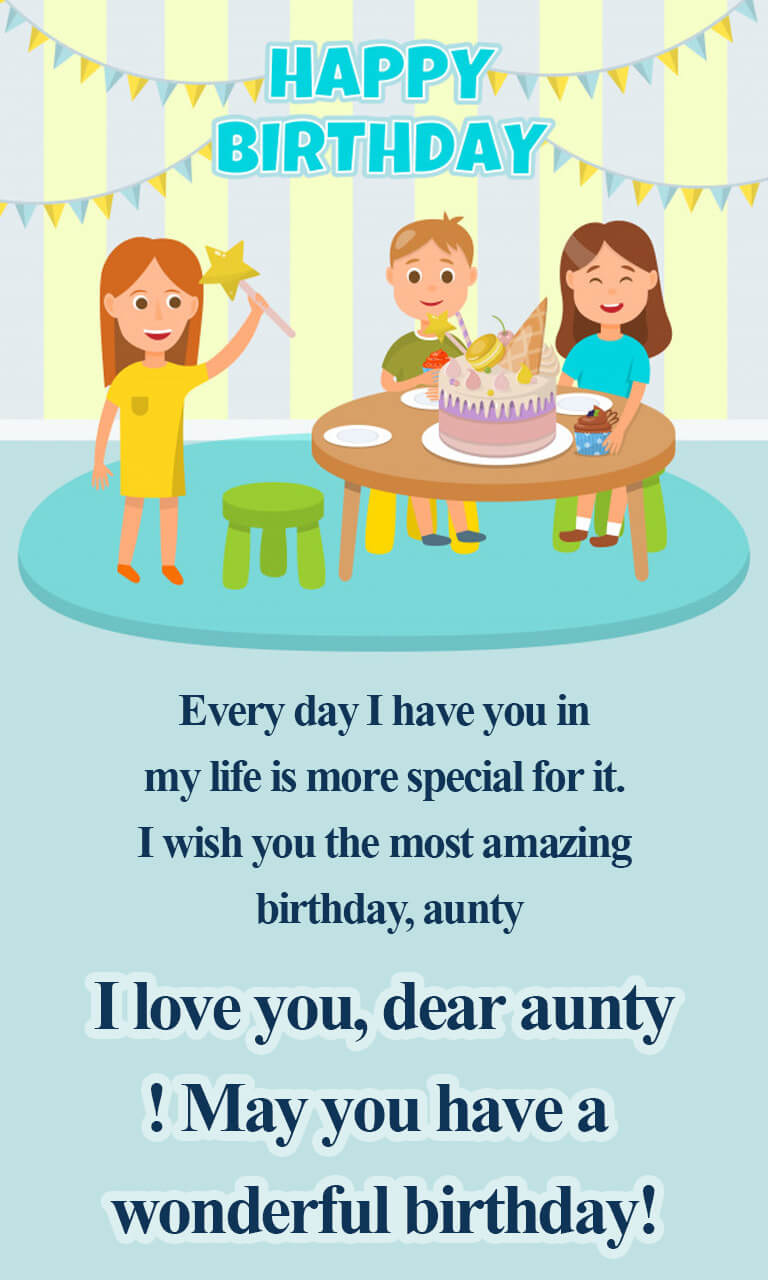 HAPPY
BIRTHDAY
Every day I have you in
my life is more special for it.
I wish you the most amazing
birthday, aunty
I love you, dear aunty
! May you have a
wonderful birthday!